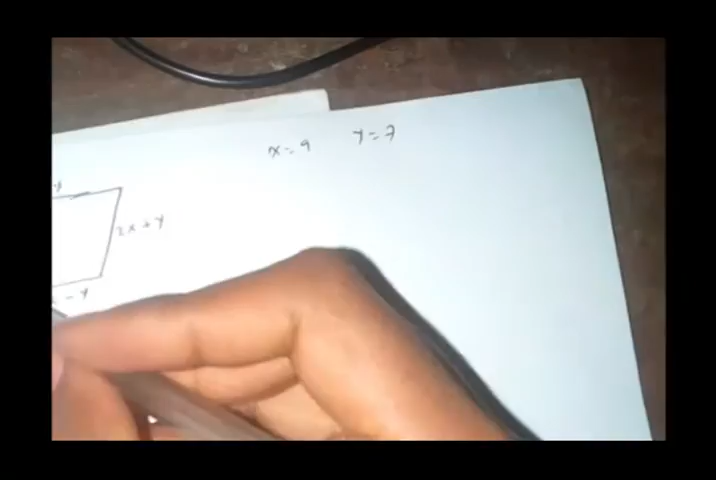 x = 9 y = 7
2x + y
- y